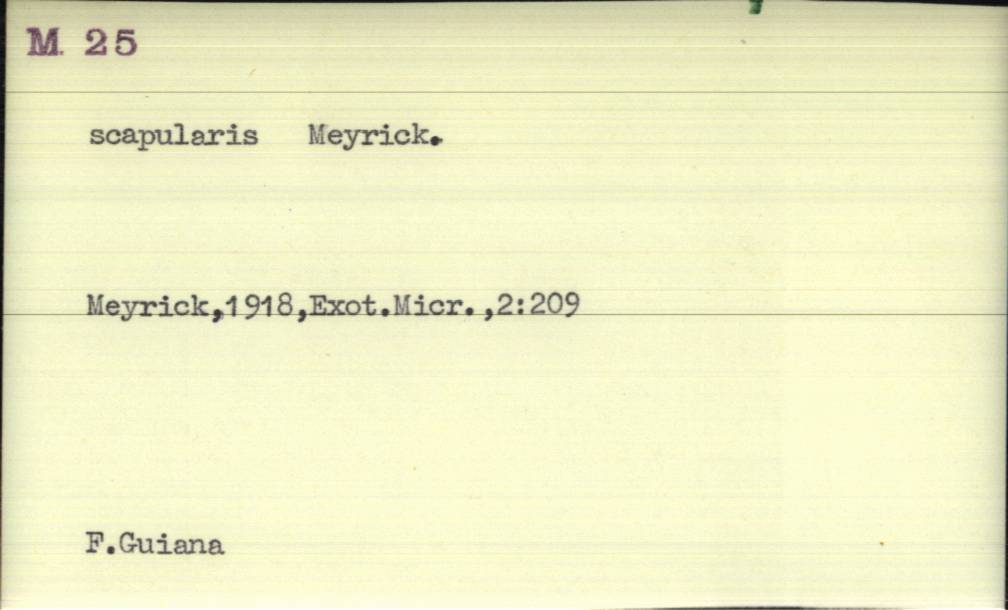 M 25
scapularis Meyrick.
Meyrick,1918,Exot.Micr.,2:209
F.Guiana